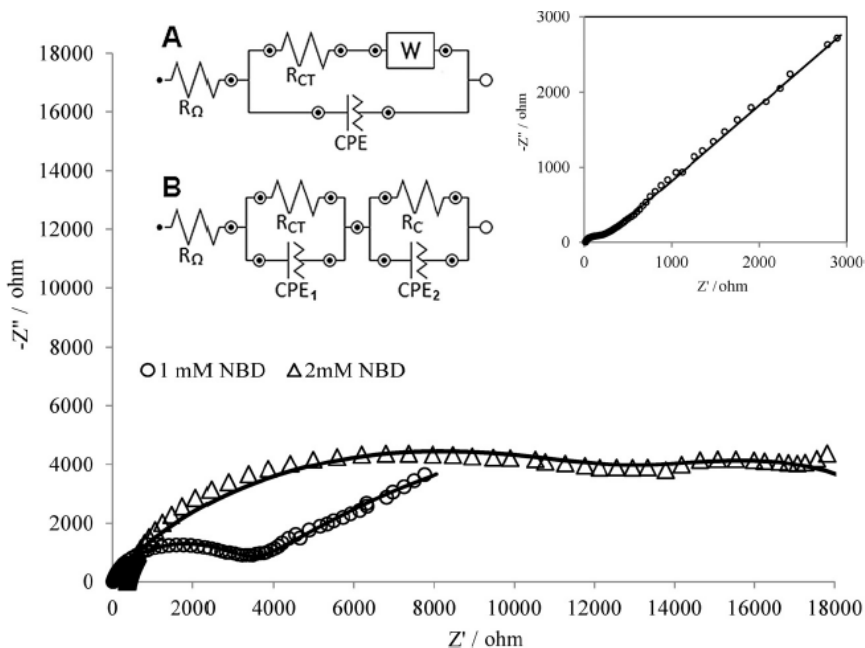 A
RΩ
RCT
W
CPE
B
RΩ
RCT
CPE1
RC
CPE2
-Z" / ohm
18000
16000
14000
12000
10000
8000
6000
4000
2000
0
1 mM NBD
2mM NBD
0 2000 4000 6000 8000 10000 12000 14000 16000 18000
Z' / ohm
-Z" / ohm
3000
2000
1000
0
0 1000 2000 3000
Z' / ohm